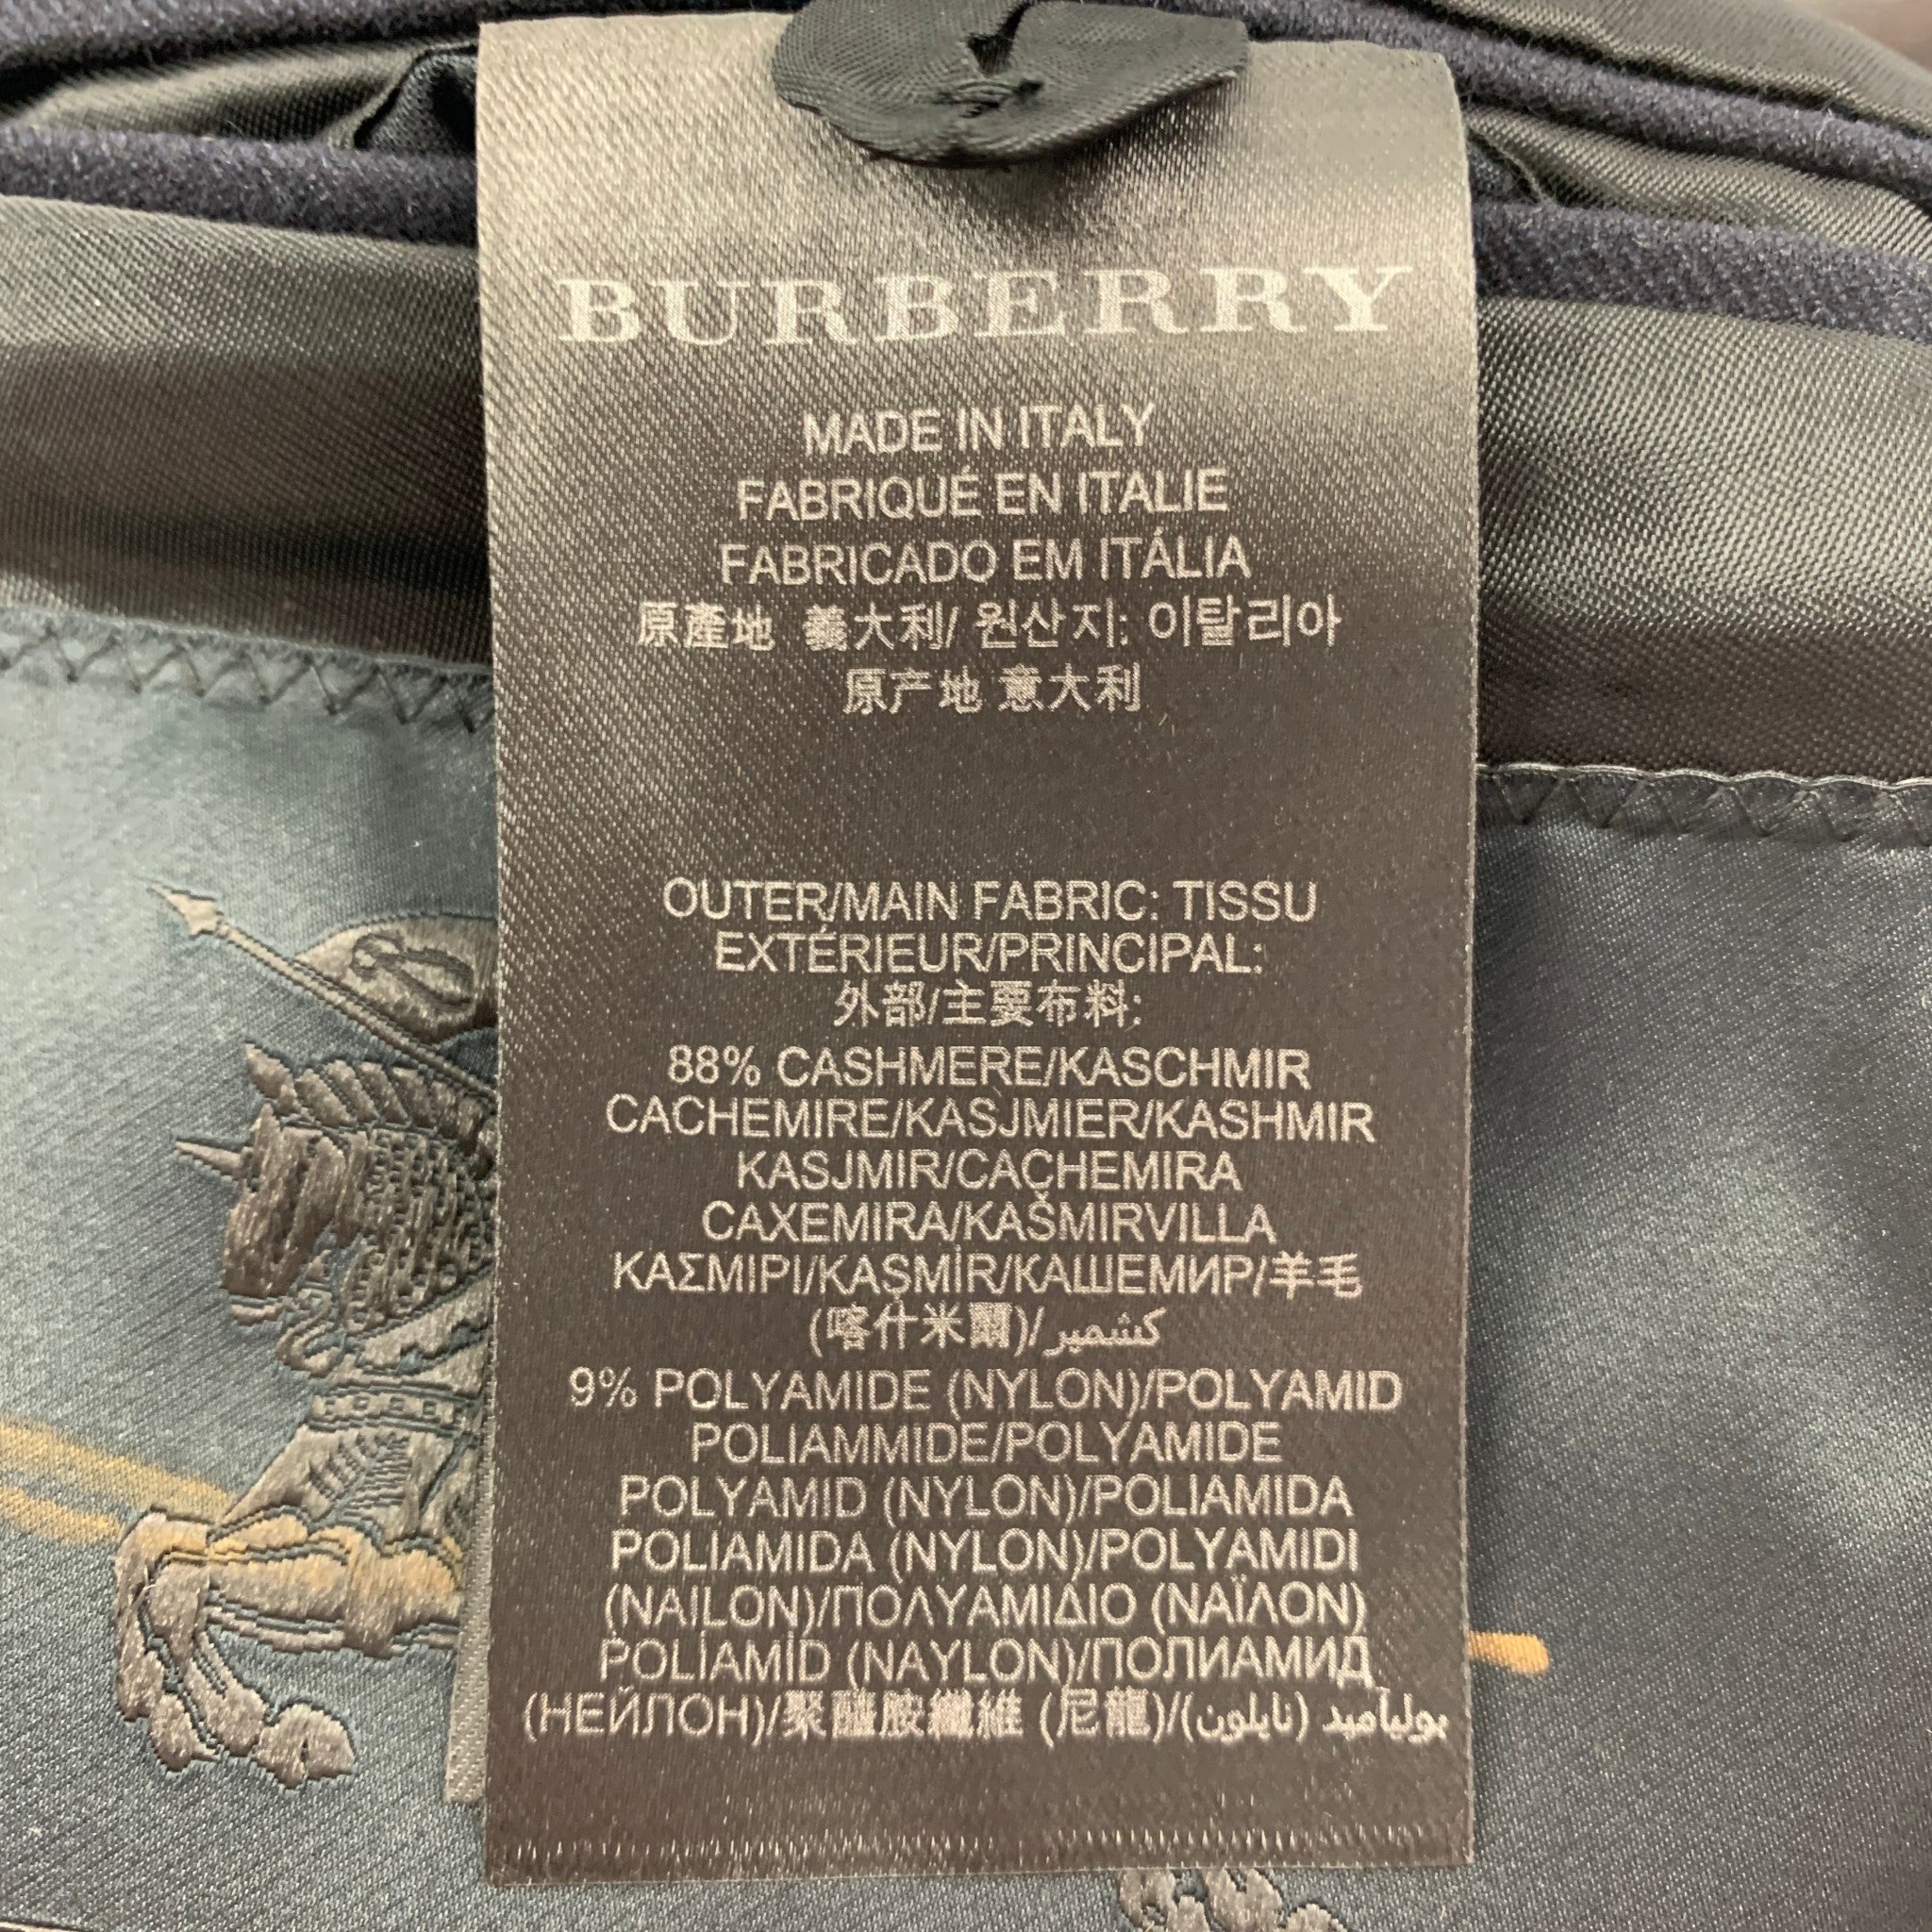 BURBERRY
MADE IN ITALY
FABRIQUÉ EN ITALIE
FABRICADO EM ITÁLIA
原產地 義大利/ 원산지: 이탈리아
原产地 意大利
OUTER/MAIN FABRIC: TISSU
EXTÉRIEUR/PRINCIPAL:
外部/主要布料:
88% CASHMERE/KASCHMIR
CACHEMIRE/KASJMIER/KASHMIR
KASJMIR/CACHEMIRA
CAXEMIRA/KAŠMIRVILLA
ΚΑΣΜΙΡΙ/KAŞMİR/КАШЕМИР/羊毛
(喀什米爾)/كشمير
9% POLYAMIDE (NYLON)/POLYAMID
POLIAMMIDE/POLYAMIDE
POLYAMID (NYLON)/POLIAMIDA
POLIAMIDA (NYLON)/POLYAMIDI
(NAILON)/ΠΟΛΥΑΜΙΔΙΟ (ΝΑΪΛΟΝ)
POLİAMİD (NAYLON)/ПОЛИАМИД
(НЕЙЛОН)/聚醯胺纖維 (尼龍)/بولياميد (نايلون)